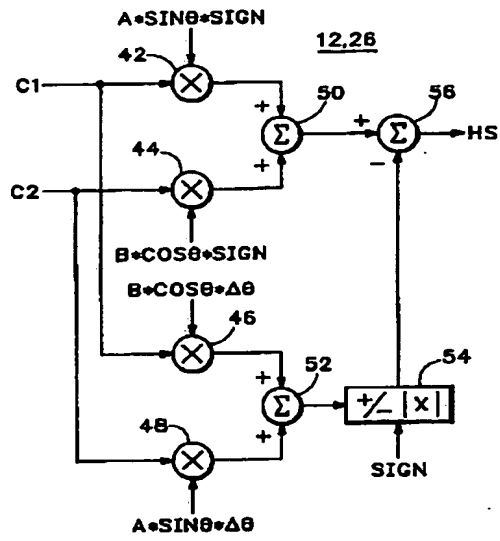 A*SINθ*SIGN
12,26
42
C1
×
+
50
56
Σ
+
Σ
HS
44
+
−
C2
×
B*COSθ*SIGN
B*COSθ*Δθ
46
×
+
52
54
Σ
+/− |X|
48
+
×
SIGN
A*SINθ*Δθ